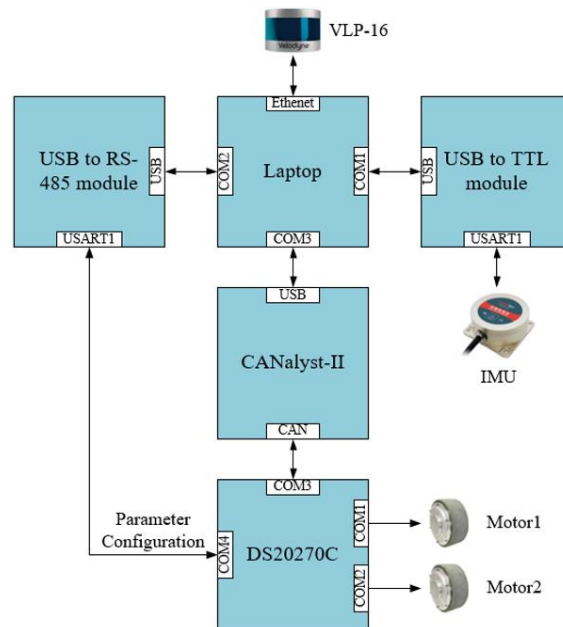 Velodyne
VLP-16
Ethenet
USB to RS-
485 module
USB
COM2
Laptop
COM1
USB
USB to TTL
module
USART1
COM3
USART1
USB
CANalyst-II
IMU
CAN
COM3
Parameter
Configuration
COM4
DS20270C
COM1
Motor1
COM2
Motor2